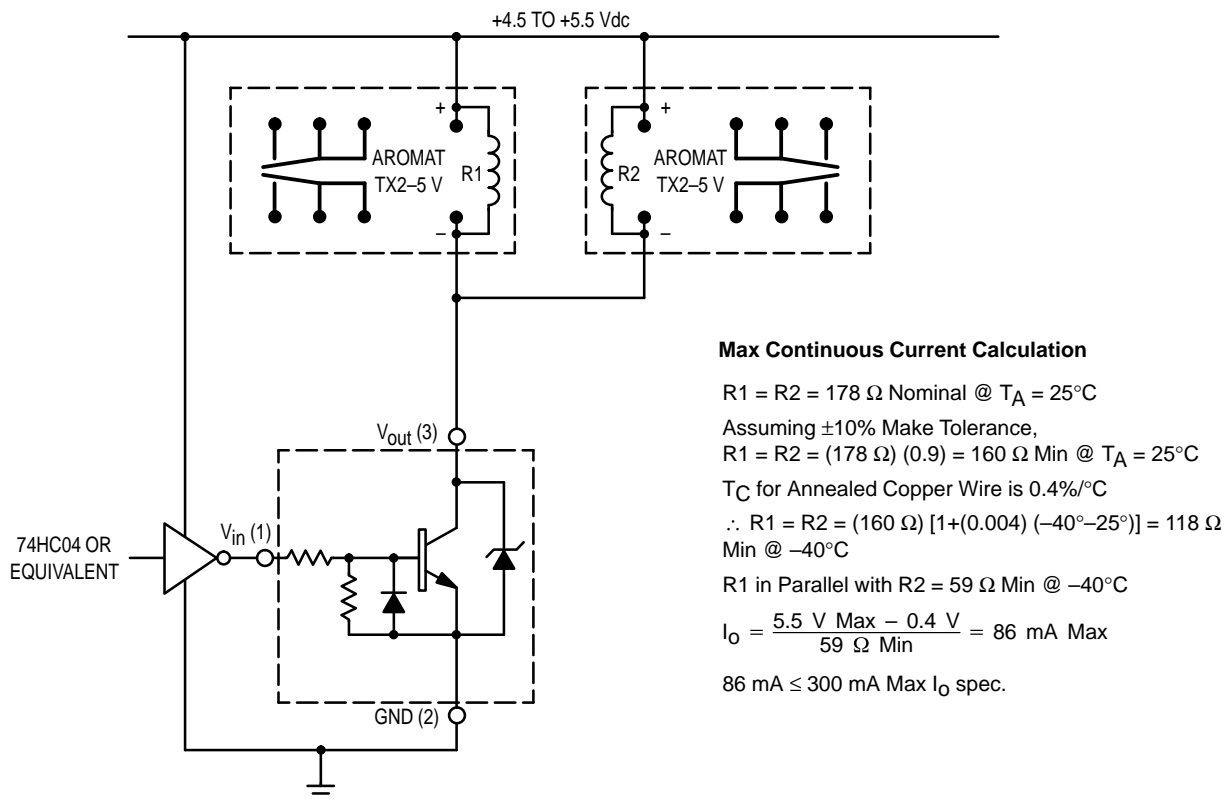 +4.5 TO +5.5 Vdc
+
AROMAT
TX2–5 V
R1
–
+
R2
AROMAT
TX2–5 V
–
Max Continuous Current Calculation
R1 = R2 = 178 Ω Nominal @ TA = 25°C
Assuming ±10% Make Tolerance,
R1 = R2 = (178 Ω) (0.9) = 160 Ω Min @ TA = 25°C
TC for Annealed Copper Wire is 0.4%/°C
∴ R1 = R2 = (160 Ω) [1+(0.004) (–40°–25°)] = 118 Ω
Min @ –40°C
R1 in Parallel with R2 = 59 Ω Min @ –40°C
Io = 5.5 V Max – 0.4 V / 59 Ω Min = 86 mA Max
86 mA ≤ 300 mA Max Io spec.
Vout (3)
Vin (1)
74HC04 OR
EQUIVALENT
GND (2)